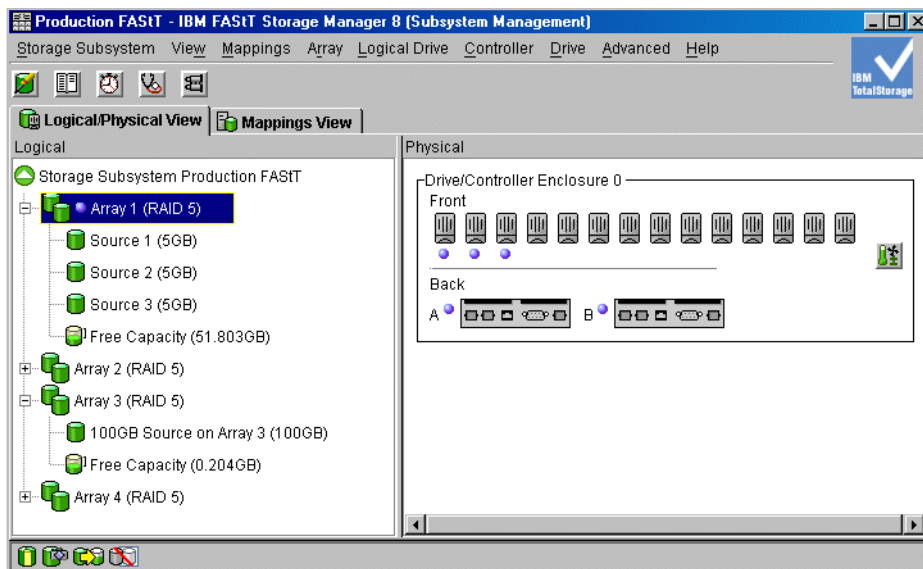 Production FAStT - IBM FAStT Storage Manager 8 (Subsystem Management)
Storage Subsystem View Mappings Array Logical Drive Controller Drive Advanced Help
IBM
TotalStorage
Logical/Physical View Mappings View
Logical
Storage Subsystem Production FAStT
Array 1 (RAID 5)
Source 1 (5GB)
Source 2 (5GB)
Source 3 (5GB)
Free Capacity (51.803GB)
Array 2 (RAID 5)
Array 3 (RAID 5)
100GB Source on Array 3 (100GB)
Free Capacity (0.204GB)
Array 4 (RAID 5)
Physical
Drive/Controller Enclosure 0
Front
Back
A B